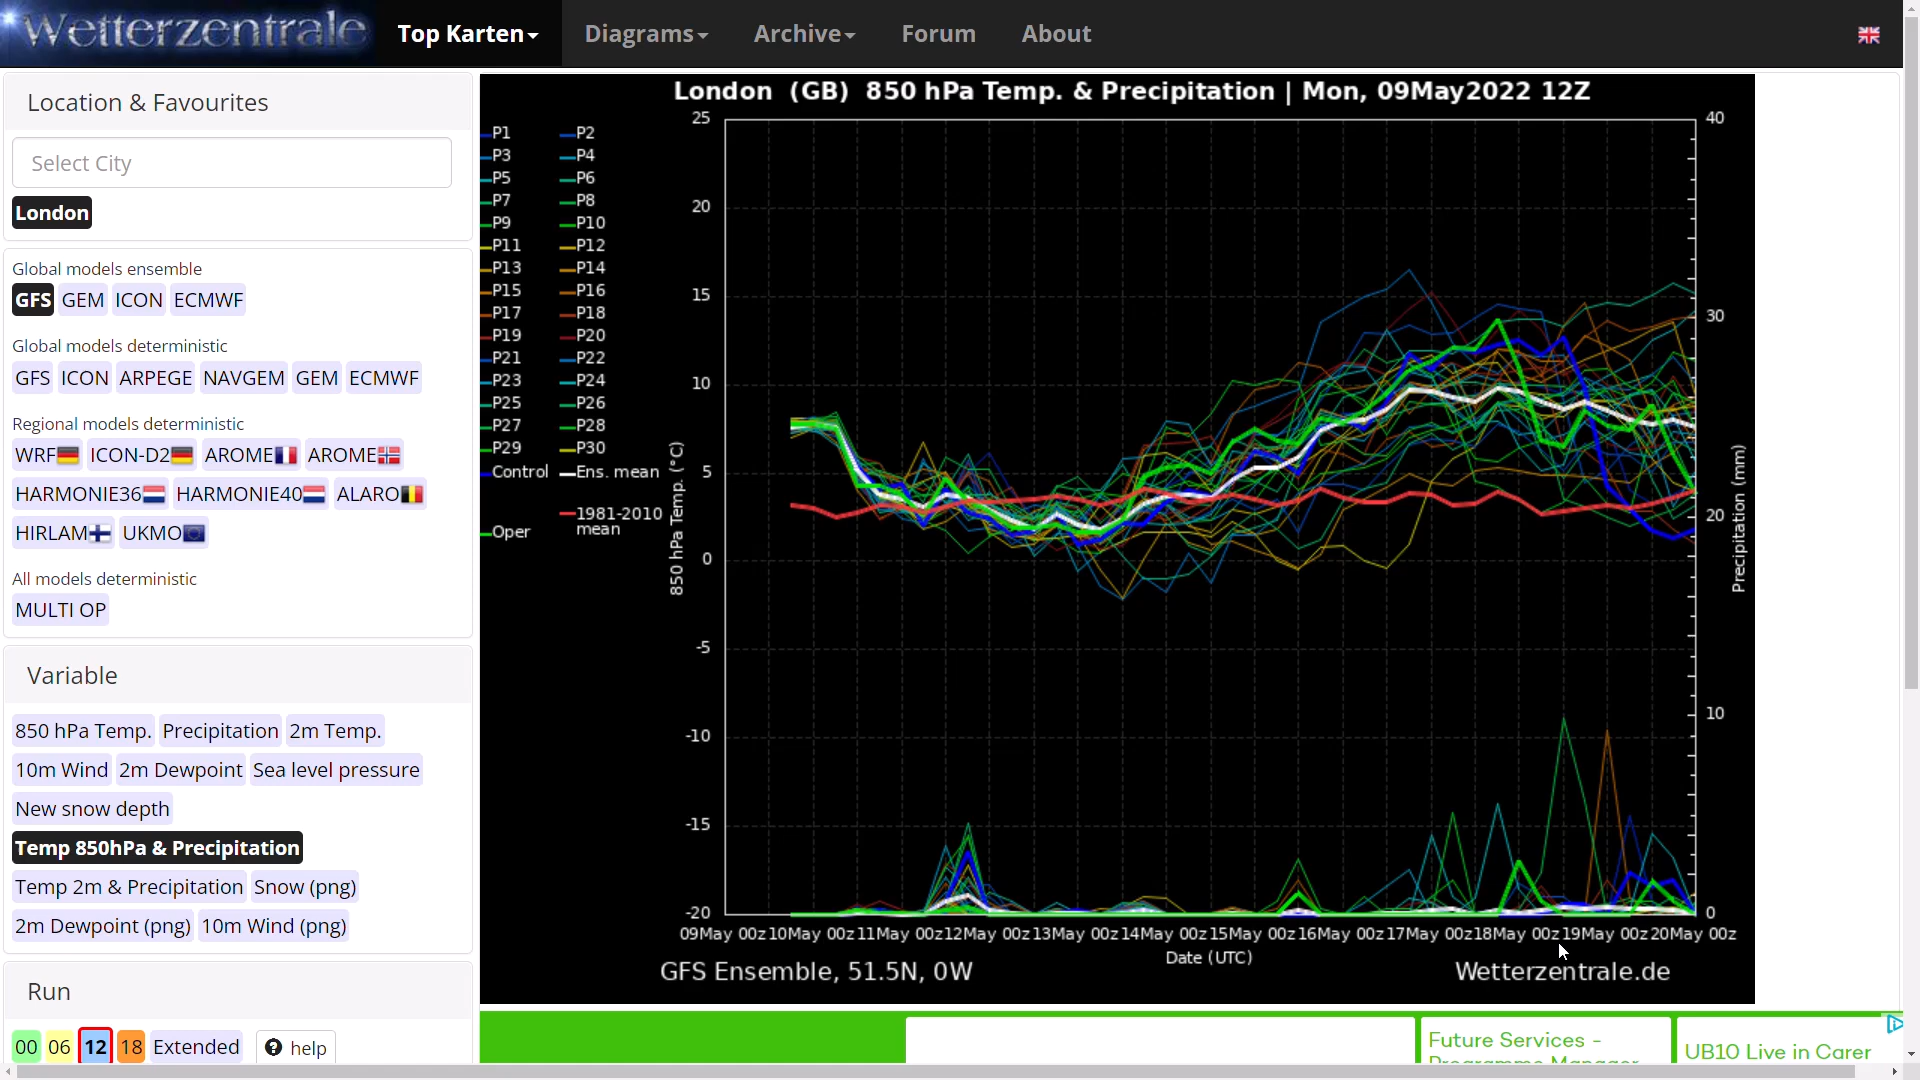 Wetterzentrale
Top Karten
Diagrams
Archive
Forum
About
Location & Favourites
Select City
London
Global models ensemble
GFS GEM ICON ECMWF
Global models deterministic
GFS ICON ARPEGE NAVGEM GEM ECMWF
Regional models deterministic
WRF ICON-D2 AROME AROME
HARMONIE36 HARMONIE40 ALARO
HIRLAM UKMO
All models deterministic
MULTI OP
Variable
850 hPa Temp. Precipitation 2m Temp.
10m Wind 2m Dewpoint Sea level pressure
New snow depth
Temp 850hPa & Precipitation
Temp 2m & Precipitation Snow (png)
2m Dewpoint (png) 10m Wind (png)
Run
00 06 12 18 Extended help
London (GB) 850 hPa Temp. & Precipitation | Mon, 09May2022 12Z
P1 P2
P3 P4
P5 P6
P7 P8
P9 P10
P11 P12
P13 P14
P15 P16
P17 P18
P19 P20
P21 P22
P23 P24
P25 P26
P27 P28
P29 P30
Control Ens. mean
1981-2010
mean
Oper
850 hPa Temp. (°C)
25
20
15
10
5
0
-5
-10
-15
-20
40
30
20
10
0
Precipitation (mm)
09May 00z 10May 00z 11May 00z 12May 00z 13May 00z 14May 00z 15May 00z 16May 00z 17May 00z 18May 00z 19May 00z 20May 00z
Date (UTC)
GFS Ensemble, 51.5N, 0W
Wetterzentrale.de
Future Services -
Programme Manager
UB10 Live in Carer